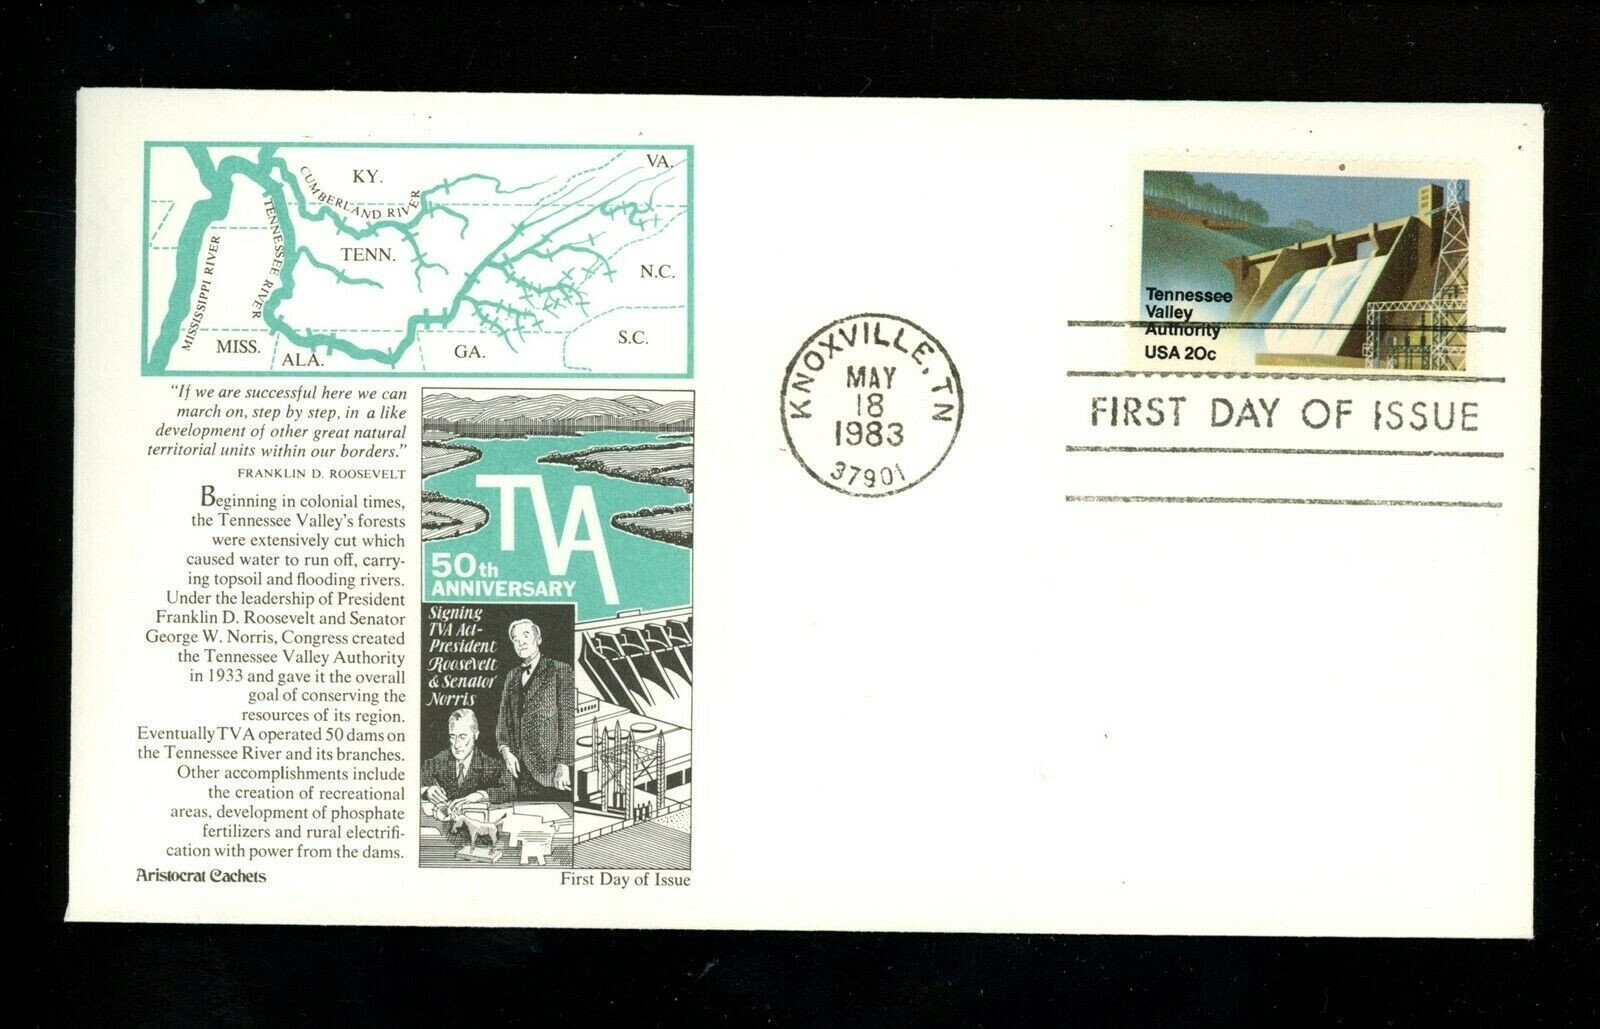 KY.
VA.
CUMBERLAND RIVER
TENNESSEE RIVER
TENN.
N.C.
MISSISSIPPI RIVER
MISS.
ALA.
GA.
S.C.
"If we are successful here we can
march on, step by step, in a like
development of other great natural
territorial units within our borders."
FRANKLIN D. ROOSEVELT
Beginning in colonial times,
the Tennessee Valley's forests
were extensively cut which
caused water to run off, carry-
ing topsoil and flooding rivers.
Under the leadership of President
Franklin D. Roosevelt and Senator
George W. Norris, Congress created
the Tennessee Valley Authority
in 1933 and gave it the overall
goal of conserving the
resources of its region.
Eventually TVA operated 50 dams on
the Tennessee River and its branches.
Other accomplishments include
the creation of recreational
areas, development of phosphate
fertilizers and rural electrifi-
cation with power from the dams.
Aristocrat Cachets
TVA
50th
ANNIVERSARY
Signing
TVA Act-
President
Roosevelt
& Senator
Norris
First Day of Issue
KNOXVILLE, TN
MAY
18
1983
37901
Tennessee
Valley
Authority
USA 20c
FIRST DAY OF ISSUE